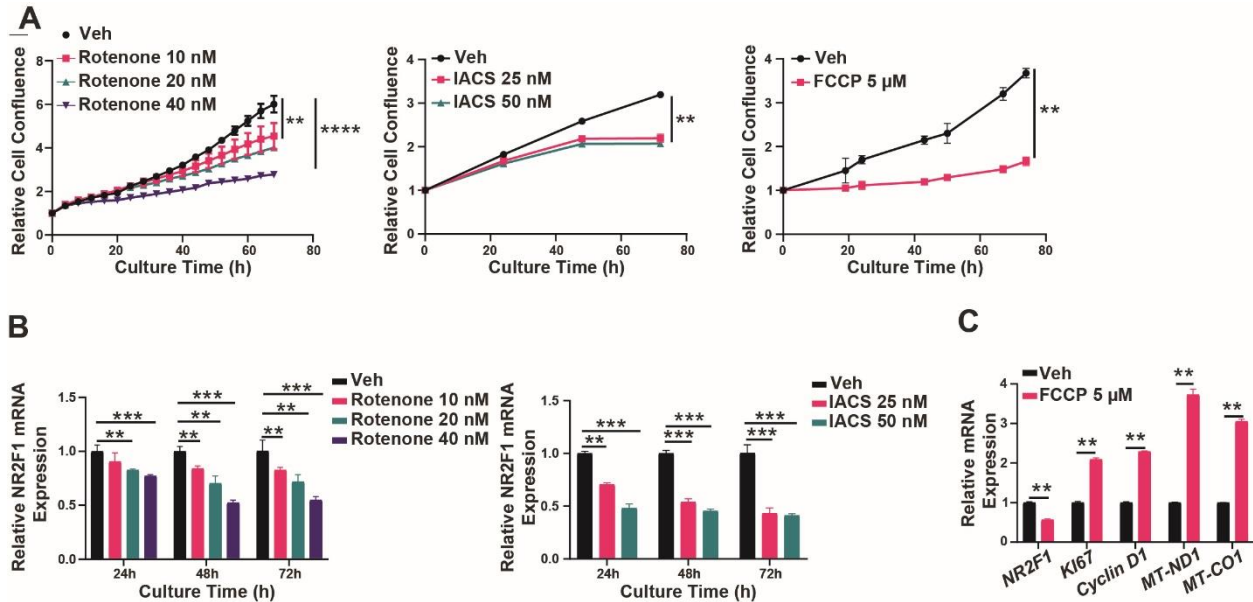 A
Veh
Rotenone 10 nM
Rotenone 20 nM
Rotenone 40 nM
Relative Cell Confluence
8
6
4
2
0
**
****
0 20 40 60 80
Culture Time (h)
Veh
IACS 25 nM
IACS 50 nM
Relative Cell Confluence
4
3
2
1
0
**
0 20 40 60 80
Culture Time (h)
Veh
FCCP 5 µM
Relative Cell Confluence
4
3
2
1
0
**
0 20 40 60 80
Culture Time (h)
B
Veh
Rotenone 10 nM
Rotenone 20 nM
Rotenone 40 nM
Relative NR2F1 mRNA
Expression
1.5
1.0
0.5
0.0
***
**
***
**
**
***
**
**
24h 48h 72h
Culture Time (h)
Veh
IACS 25 nM
IACS 50 nM
Relative NR2F1 mRNA
Expression
1.5
1.0
0.5
0.0
***
**
***
***
***
***
24h 48h 72h
Culture Time (h)
C
Veh
FCCP 5 µM
Relative mRNA
Expression
4
3
2
1
0
**
**
**
**
**
NR2F1
KI67
Cyclin D1
MT-ND1
MT-CO1